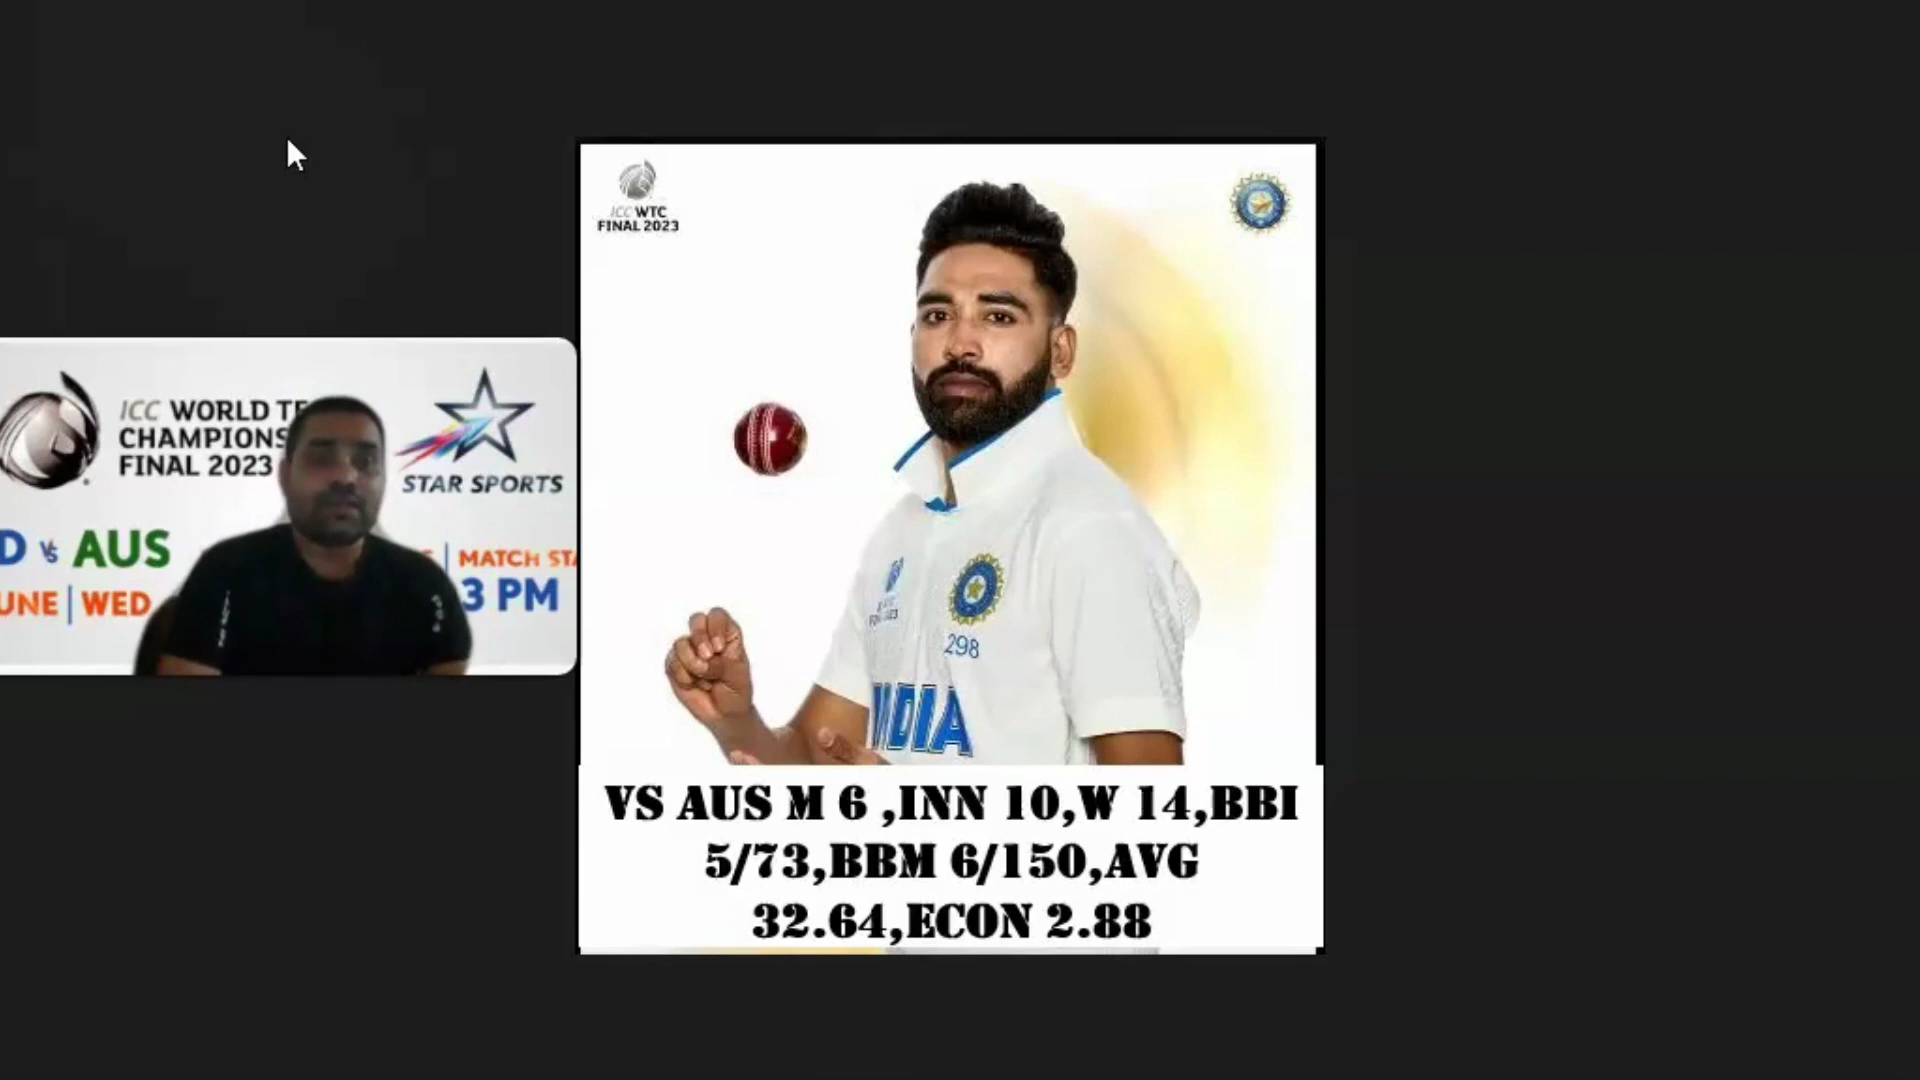 ICC WTC
FINAL 2023
ICC WORLD TE
CHAMPIONS
FINAL 2023
STAR SPORTS
D VS AUS
UNE | WED
MATCH STA
3 PM
298
INDIA
VS AUS M 6 ,INN 10,W 14,BBI
5/73,BBM 6/150,AVG
32.64,ECON 2.88